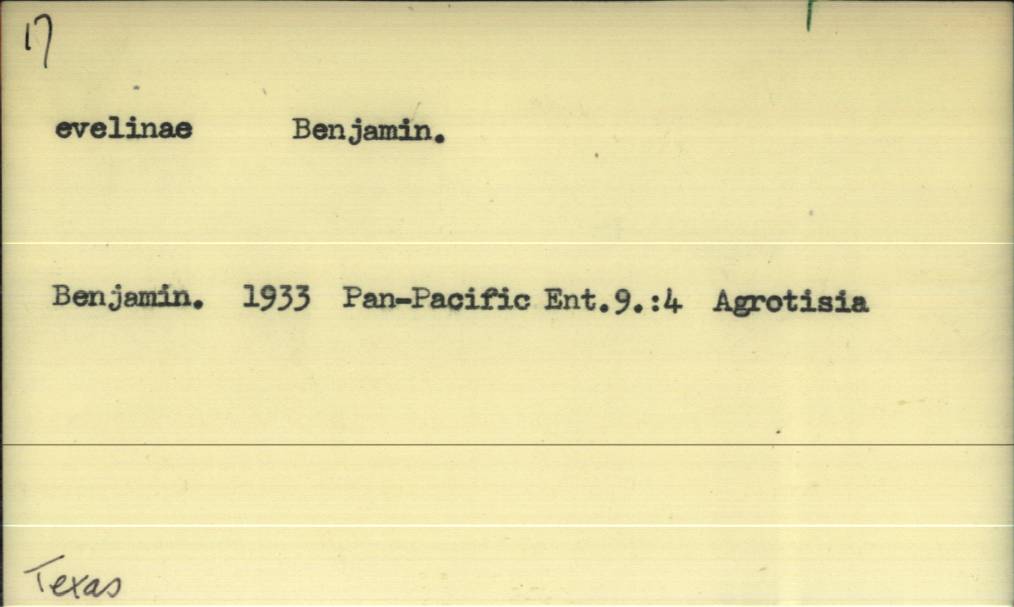 17
evelinae Benjamin.
Benjamin. 1933 Pan-Pacific Ent.9.:4 Agrotisia
Texas